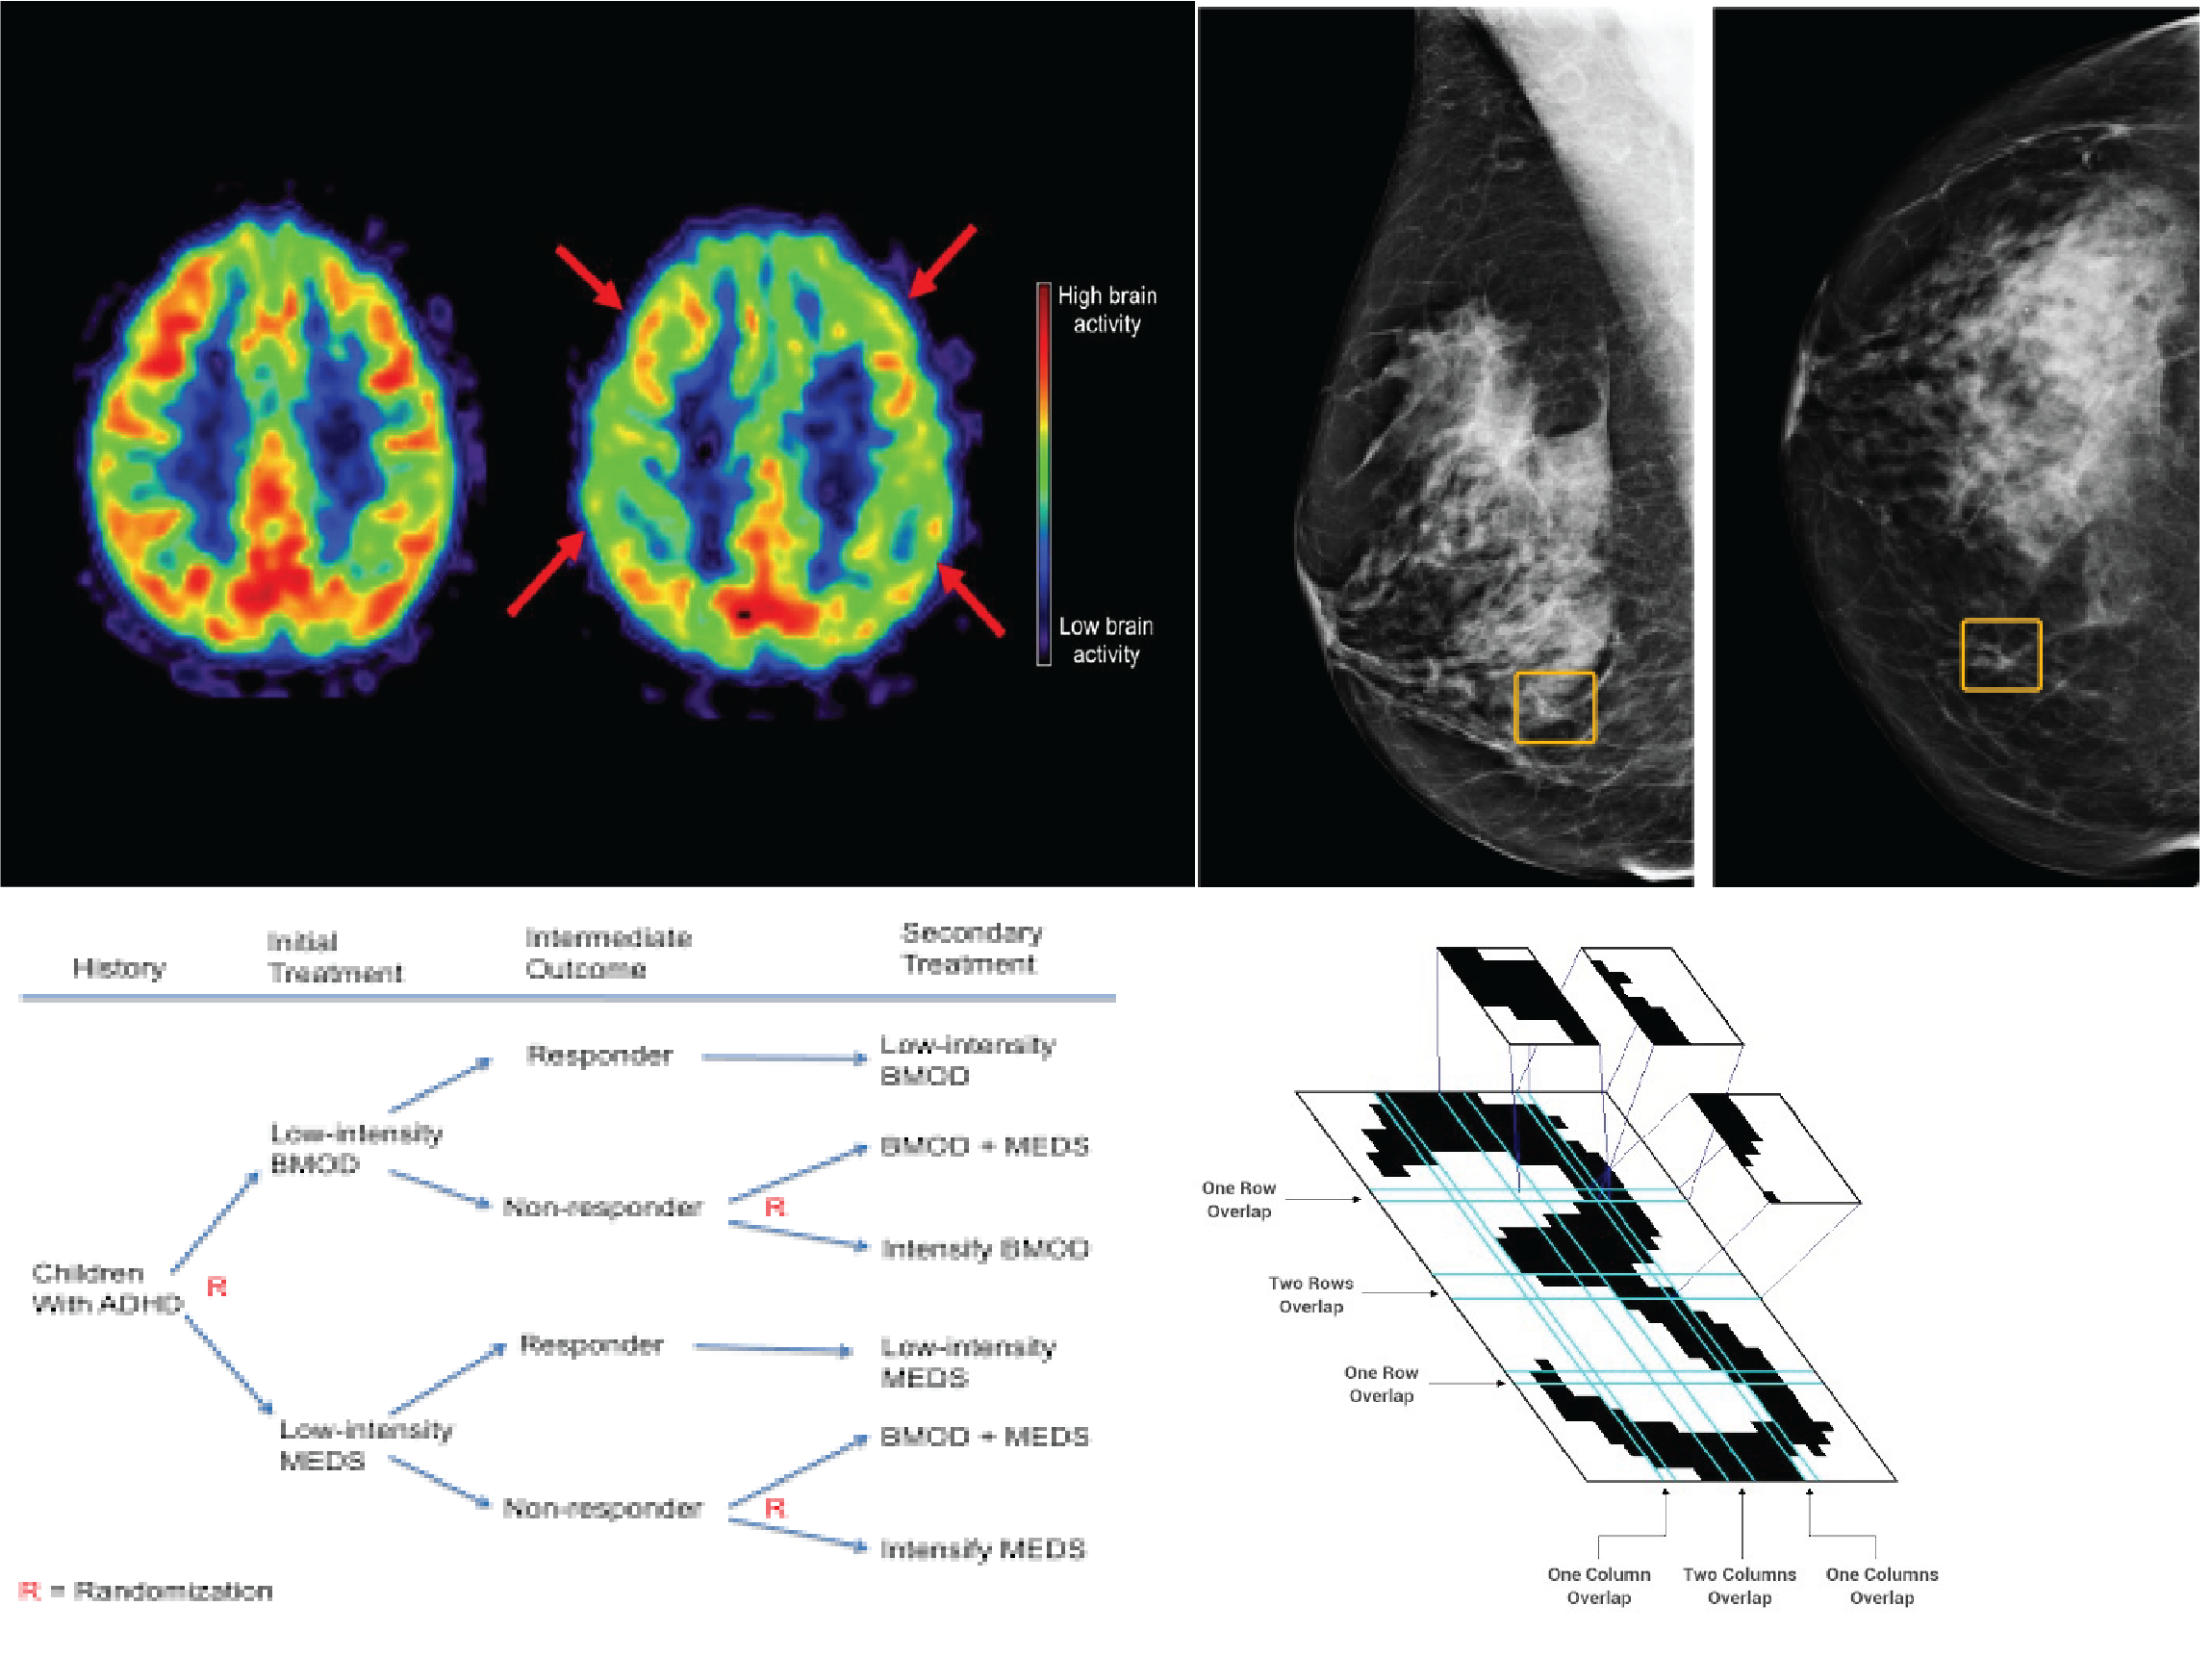 High brain
activity
Low brain
activity
History
Initial
Treatment
Intermediate
Outcome
Secondary
Treatment
Responder
Low-intensity
BMOD
Low-intensity
BMOD
BMOD + MEDS
Non-responder
R
Intensify BMOD
Children
With ADHD
R
Responder
Low-intensity
MEDS
Low-intensity
MEDS
BMOD + MEDS
Non-responder
R
Intensify MEDS
R = Randomization
One Row
Overlap
Two Rows
Overlap
One Row
Overlap
One Column
Overlap
Two Columns
Overlap
One Columns
Overlap